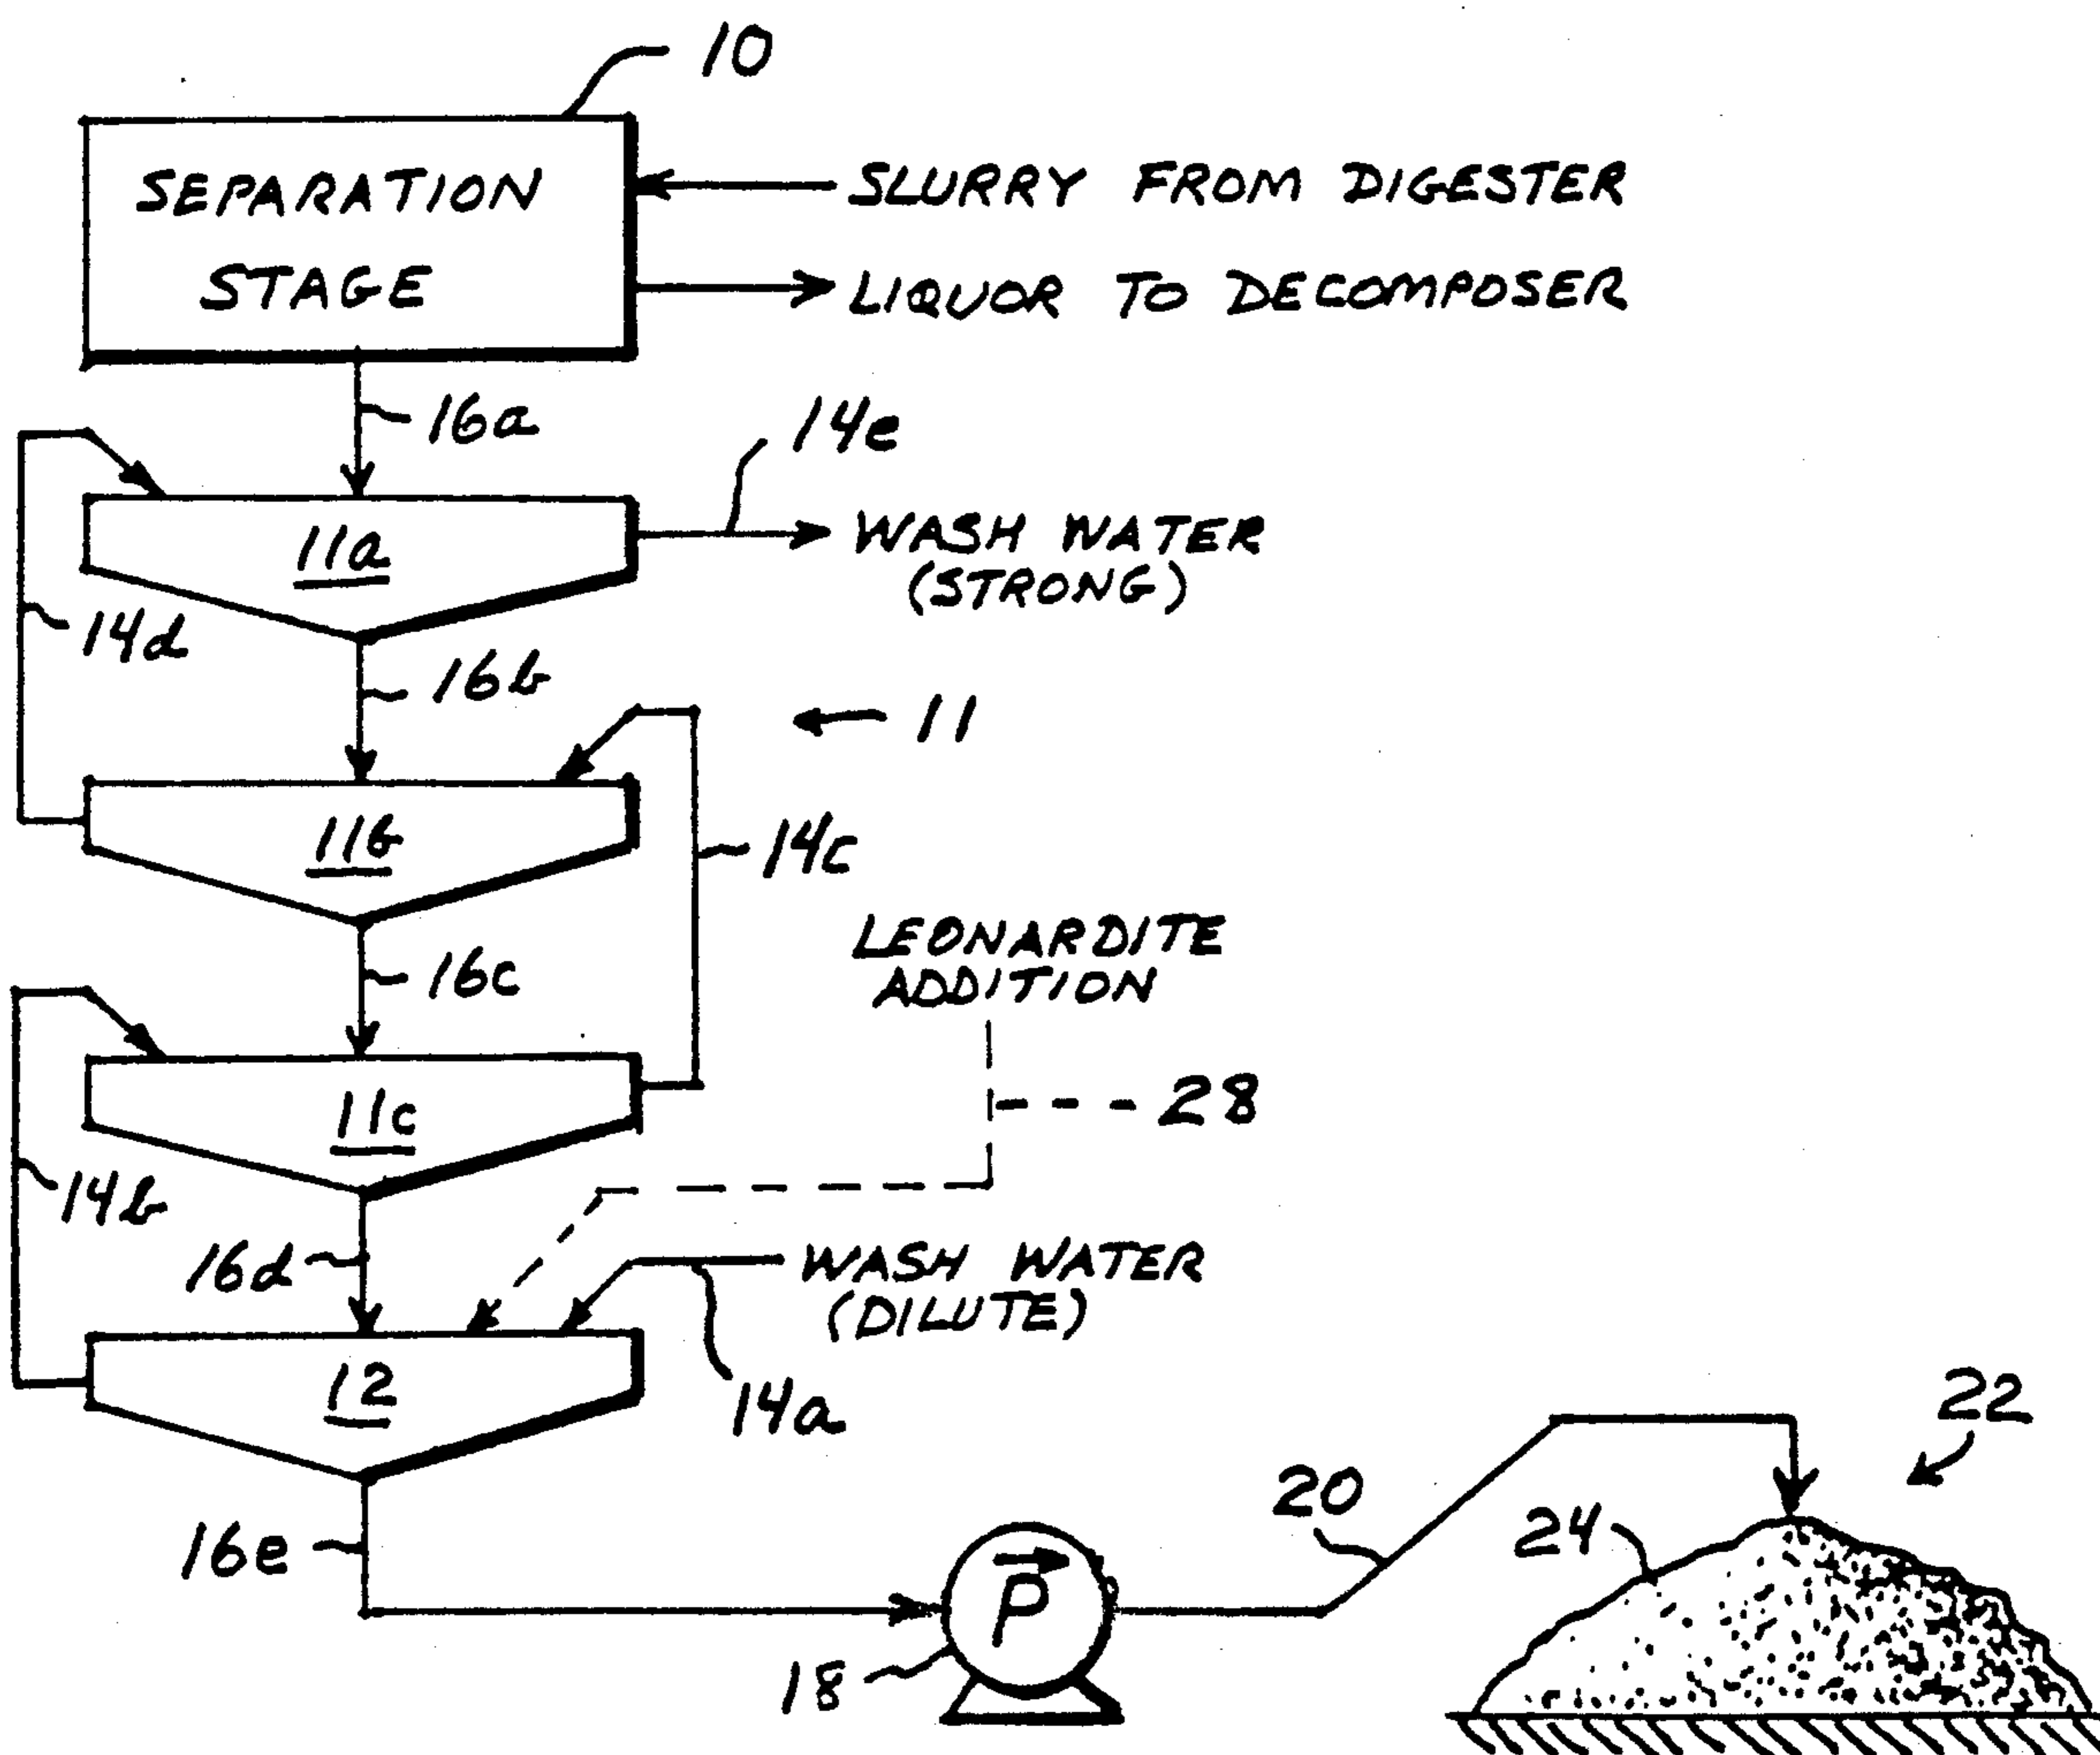 10
SEPARATION
STAGE
SLURRY FROM DIGESTER
LIQUOR TO DECOMPOSER
16a
14e
11a
WASH WATER
(STRONG)
14d
16b
11
11b
14c
LEONARDITE
ADDITION
16c
28
11c
14b
16d
WASH WATER
(DILUTE)
12
14a
22
20
24
16e
P
18